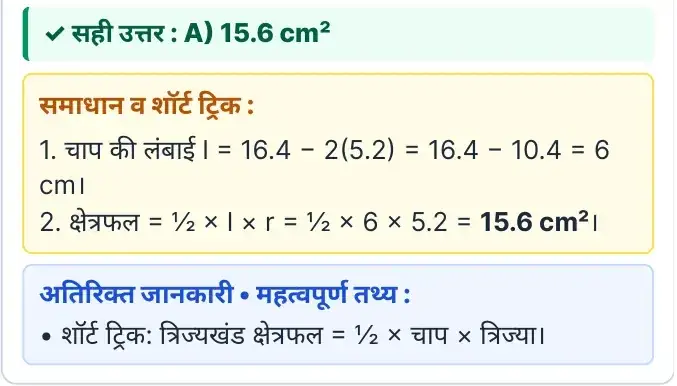 ✓ सही उत्तर : A) 15.6 cm²
समाधान व शॉर्ट ट्रिक :
1. चाप की लंबाई l = 16.4 − 2(5.2) = 16.4 − 10.4 = 6
cm।
2. क्षेत्रफल = ½ × l × r = ½ × 6 × 5.2 = 15.6 cm²।
अतिरिक्त जानकारी • महत्वपूर्ण तथ्य :
• शॉर्ट ट्रिक: त्रिज्यखंड क्षेत्रफल = ½ × चाप × त्रिज्या।